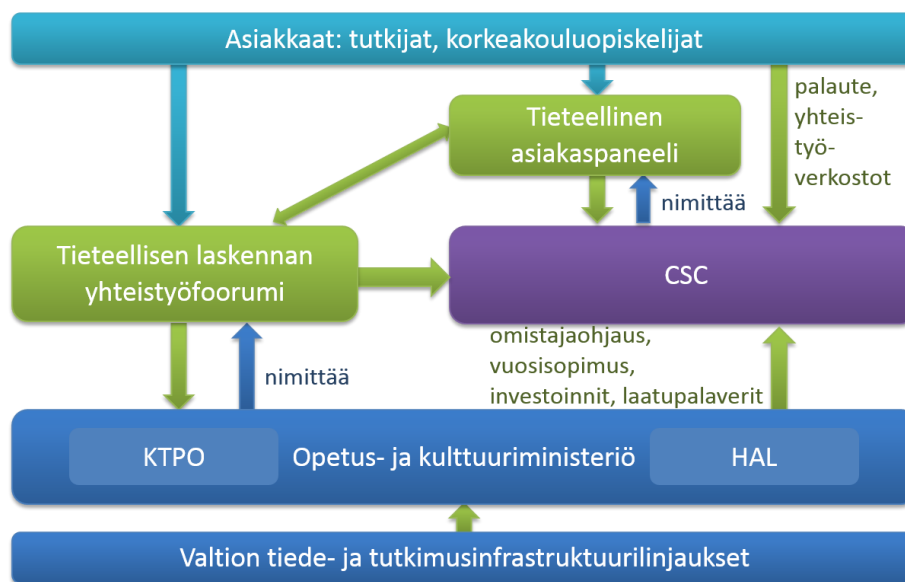 Asiakkaat: tutkijat, korkeakouluopiskelijat
palaute,
yhteis-
työ-
verkostot
Tieteellinen
asiakaspaneeli
nimittää
Tieteellisen laskennan
yhteistyöfoorumi
CSC
omistajaohjaus,
vuosisopimus,
investoinnit, laatupalaverit
nimittää
KTPO
Opetus- ja kulttuuriministeriö
HAL
Valtion tiede- ja tutkimusinfrastruktuurilinjaukset